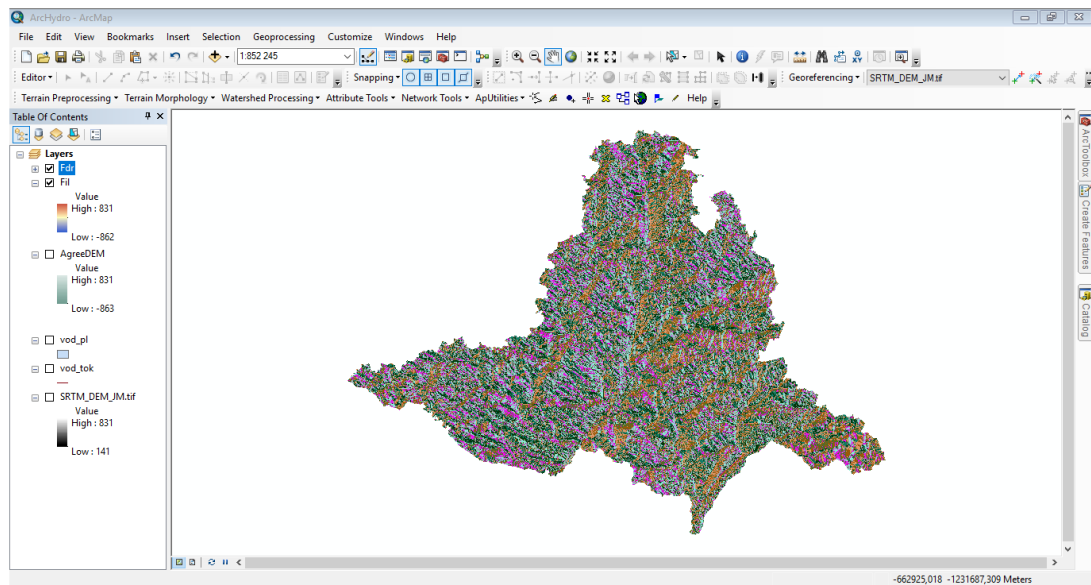 ArcHydro - ArcMap
File Edit View Bookmarks Insert Selection Geoprocessing Customize Windows Help
1:852 245
Editor Snapping Georeferencing SRTM_DEM_JM.tif
Terrain Preprocessing Terrain Morphology Watershed Processing Attribute Tools Network Tools ApUtilities Help
Table Of Contents
ArcToolbox
Layers
Fdr
Fil
Value
High : 831
Low : -862
Create Features
AgreeDEM
Value
High : 831
Catalog
Low : -863
vod_pl
vod_tok
SRTM_DEM_JM.tif
Value
High : 831
Low : 141
-662925,018 -1231687,309 Meters